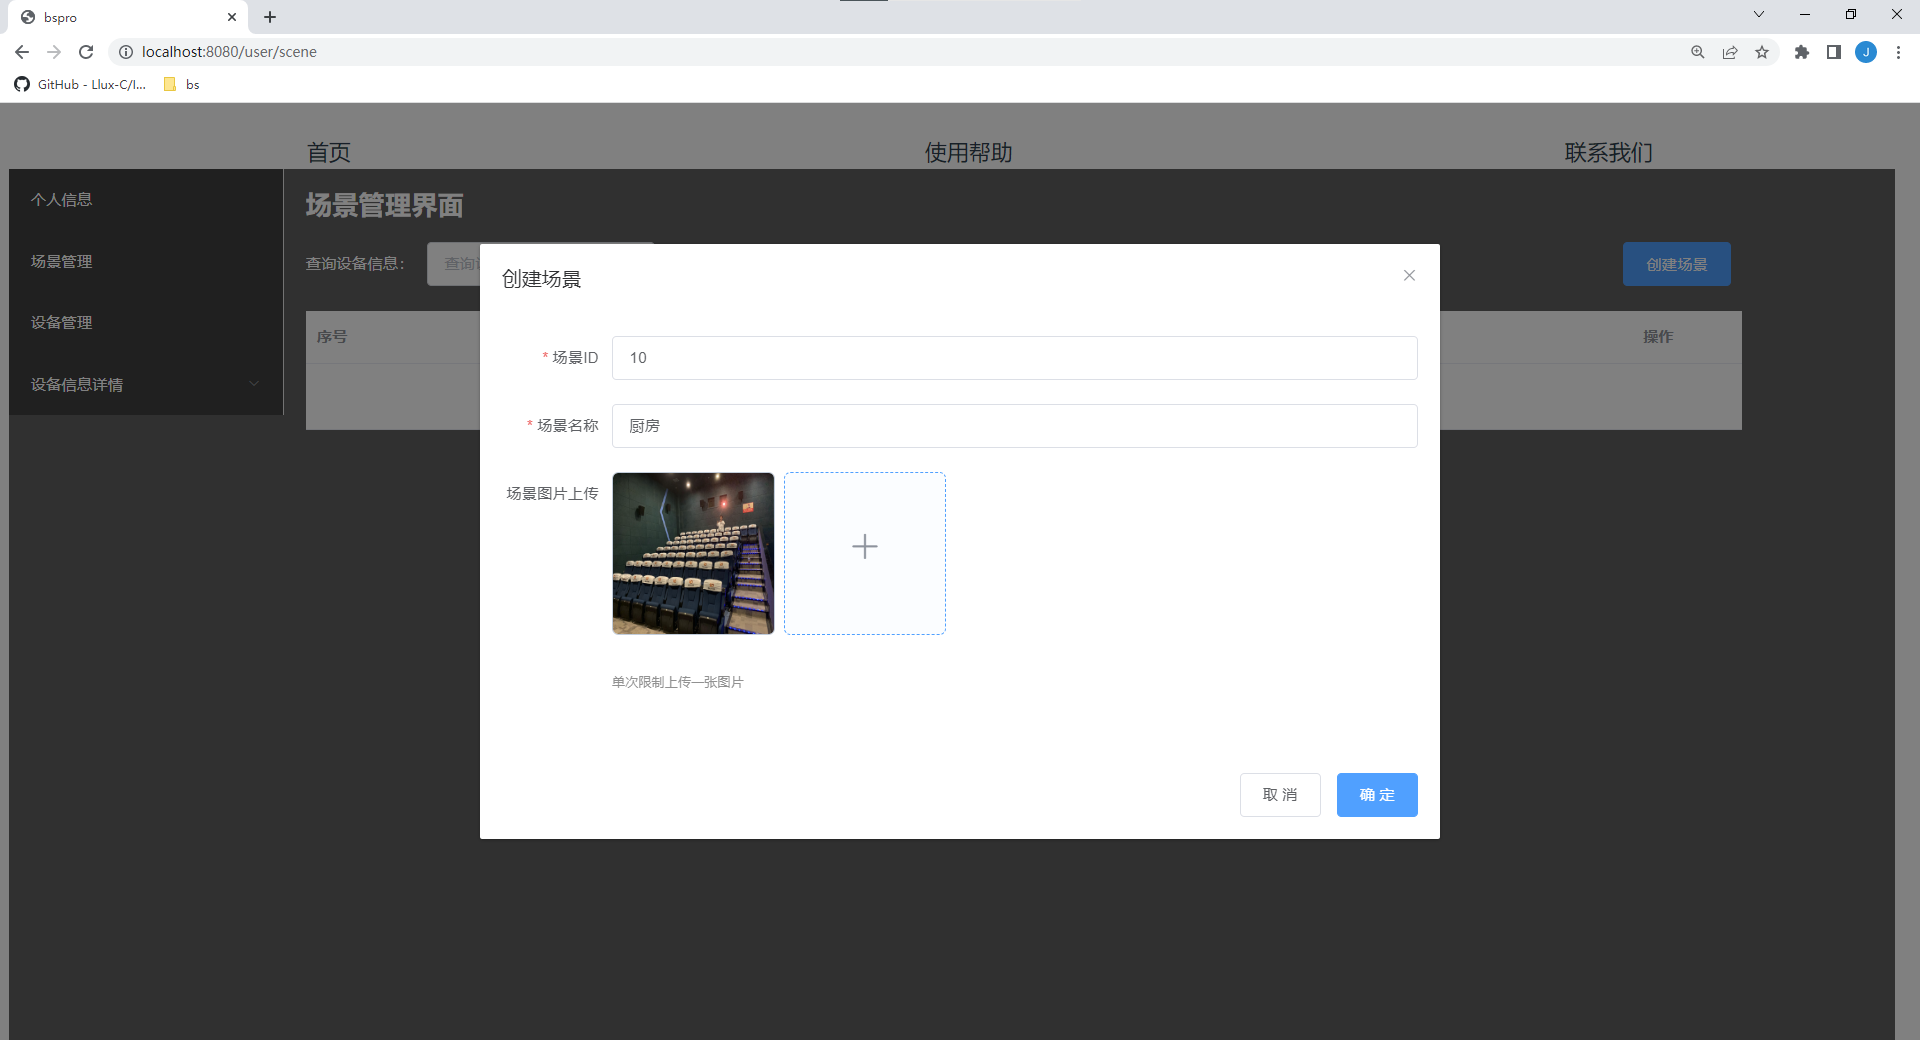 bspro
localhost:8080/user/scene
J
GitHub - Llux-C/I...
bs
首页
使用帮助
联系我们
个人信息
场景管理
设备管理
设备信息详情
场景管理界面
查询设备信息：
创建场景
序号
操作
创建场景
* 场景ID
10
* 场景名称
厨房
场景图片上传
单次限制上传一张图片
取 消
确 定